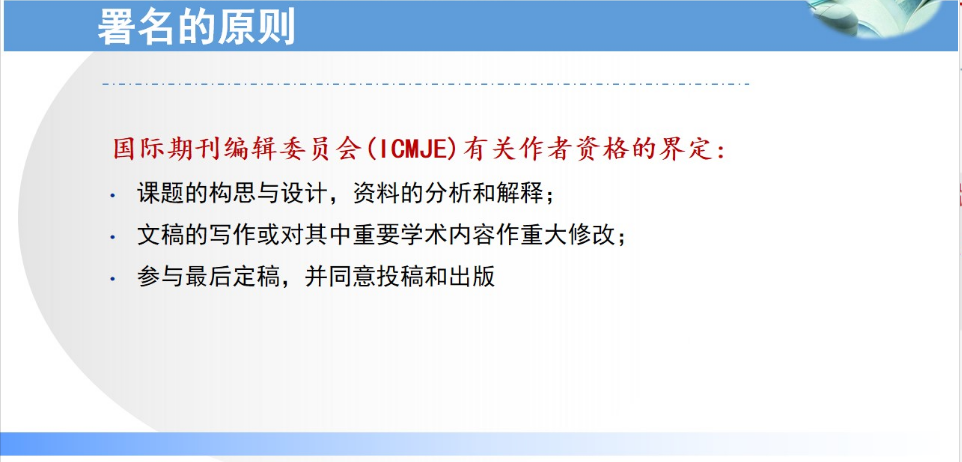 署名的原则
国际期刊编辑委员会(ICMJE)有关作者资格的界定:
• 课题的构思与设计，资料的分析和解释;
• 文稿的写作或对其中重要学术内容作重大修改;
• 参与最后定稿，并同意投稿和出版